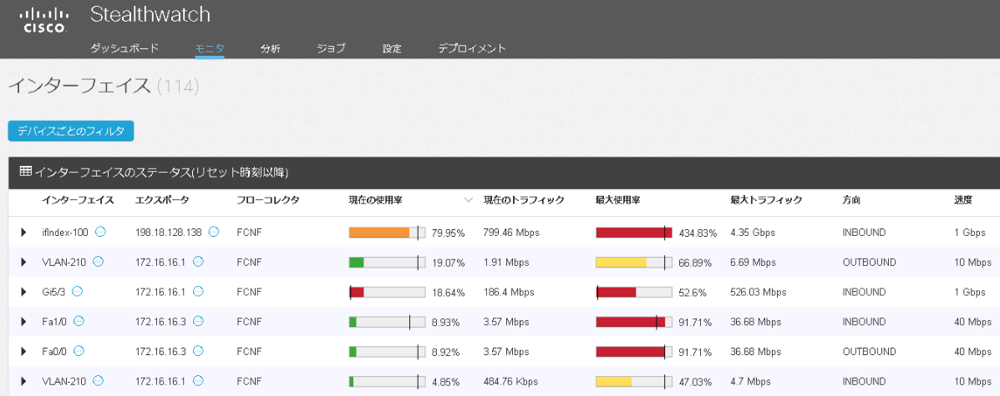 CISCO
Stealthwatch
ダッシュボード モニタ 分析 ジョブ 設定 デプロイメント
インターフェイス (114)
デバイスごとのフィルタ
インターフェイスのステータス(リセット時刻以降)
インターフェイス エクスポータ フローコレクタ 現在の使用率 現在のトラフィック 最大使用率 最大トラフィック 方向 速度
ifIndex-100 198.18.128.138 FCNF 79.95% 799.46 Mbps 434.83% 4.35 Gbps INBOUND 1 Gbps
VLAN-210 172.16.16.1 FCNF 19.07% 1.91 Mbps 66.89% 6.69 Mbps OUTBOUND 10 Mbps
Gi5/3 172.16.16.1 FCNF 18.64% 186.4 Mbps 52.6% 526.03 Mbps INBOUND 1 Gbps
Fa1/0 172.16.16.3 FCNF 8.93% 3.57 Mbps 91.71% 36.68 Mbps INBOUND 40 Mbps
Fa0/0 172.16.16.3 FCNF 8.92% 3.57 Mbps 91.71% 36.68 Mbps OUTBOUND 40 Mbps
VLAN-210 172.16.16.1 FCNF 4.85% 484.76 Kbps 47.03% 4.7 Mbps INBOUND 10 Mbps